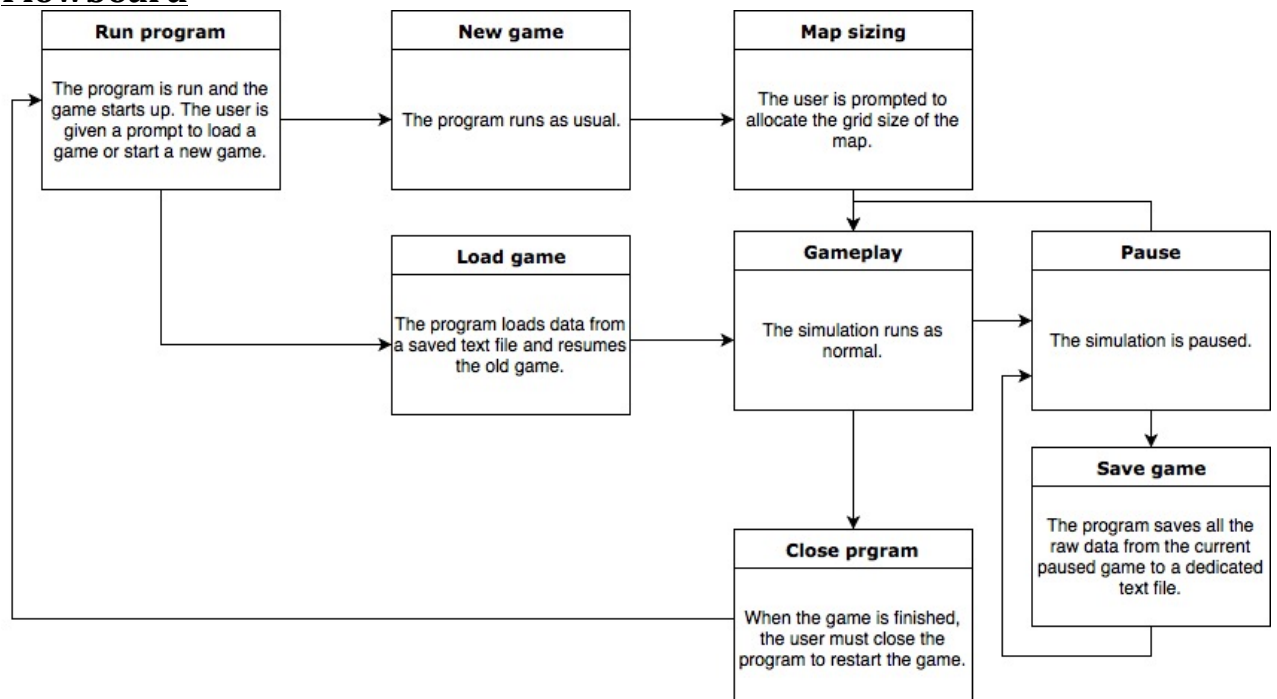 Flowboard
Run program
The program is run and the
game starts up. The user is
given a prompt to load a
game or start a new game.
New game
The program runs as usual.
Map sizing
The user is prompted to
allocate the grid size of the
map.
Load game
The program loads data from
a saved text file and resumes
the old game.
Gameplay
The simulation runs as
normal.
Pause
The simulation is paused.
Save game
The program saves all the
raw data from the current
paused game to a dedicated
text file.
Close prgram
When the game is finished,
the user must close the
program to restart the game.